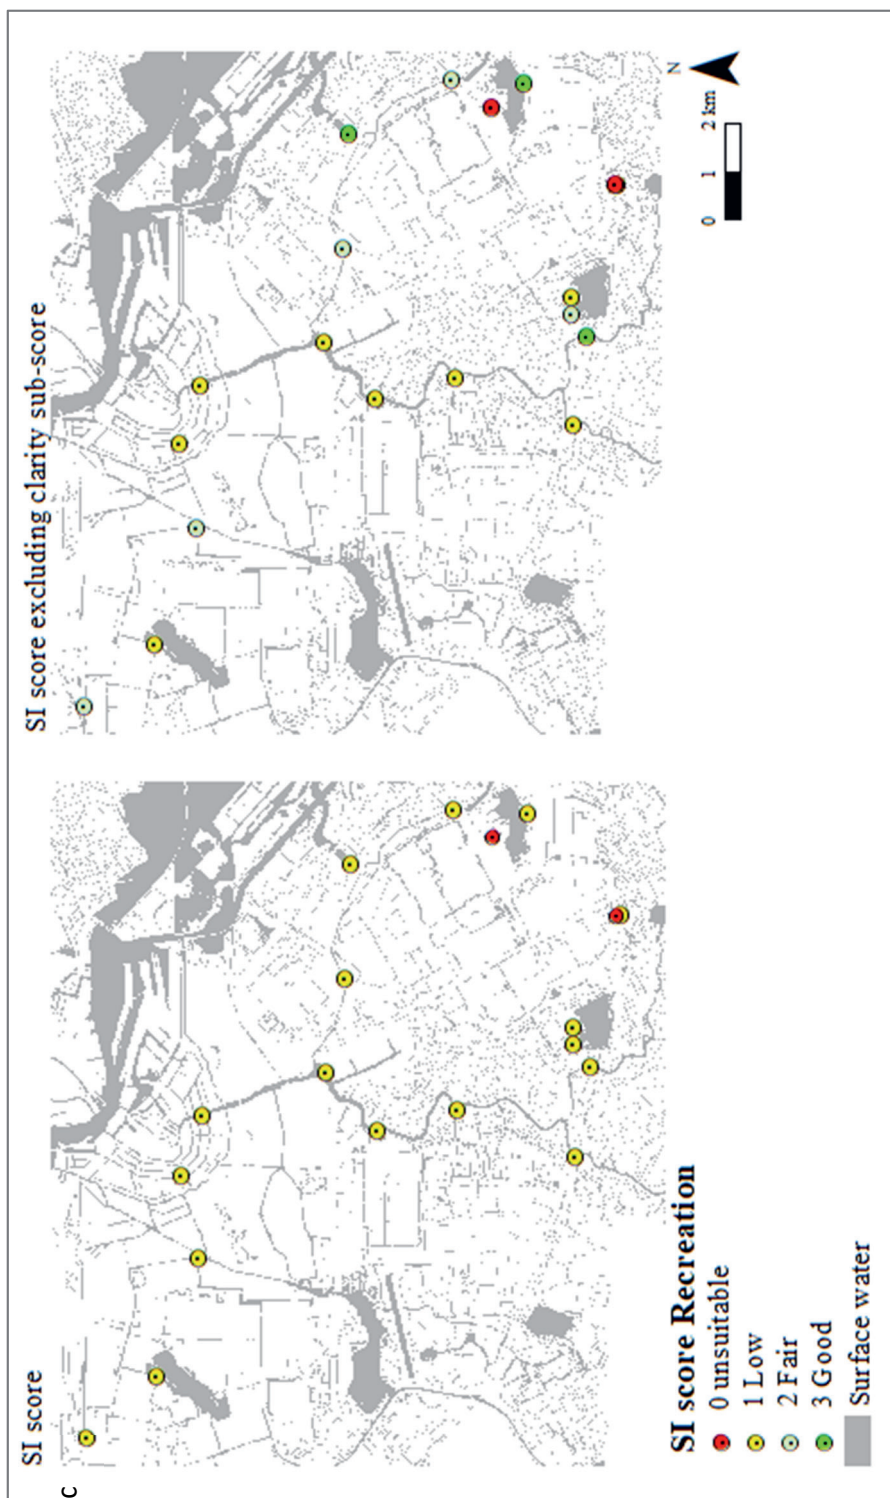 c
SI score
SI score excluding clarity sub-score
SI score Recreation
0 unsuitable
1 Low
2 Fair
3 Good
Surface water
0 1 2 km
N